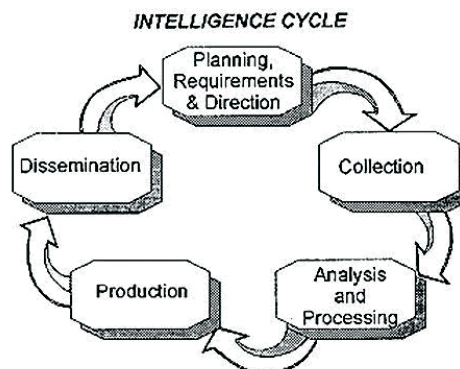 INTELLIGENCE CYCLE
Planning,
Requirements
& Direction
Collection
Analysis
and
Processing
Production
Dissemination